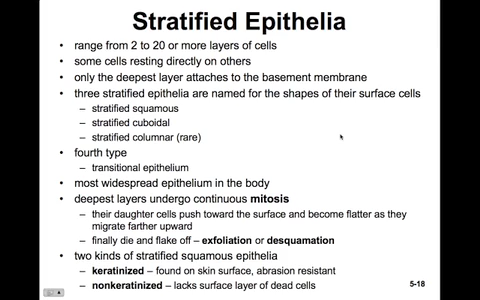 Stratified Epithelia
• range from 2 to 20 or more layers of cells
• some cells resting directly on others
• only the deepest layer attaches to the basement membrane
• three stratified epithelia are named for the shapes of their surface cells
– stratified squamous
– stratified cuboidal
– stratified columnar (rare)
• fourth type
– transitional epithelium
• most widespread epithelium in the body
• deepest layers undergo continuous mitosis
– their daughter cells push toward the surface and become flatter as they
migrate farther upward
– finally die and flake off – exfoliation or desquamation
• two kinds of stratified squamous epithelia
– keratinized – found on skin surface, abrasion resistant
– nonkeratinized – lacks surface layer of dead cells
5-18